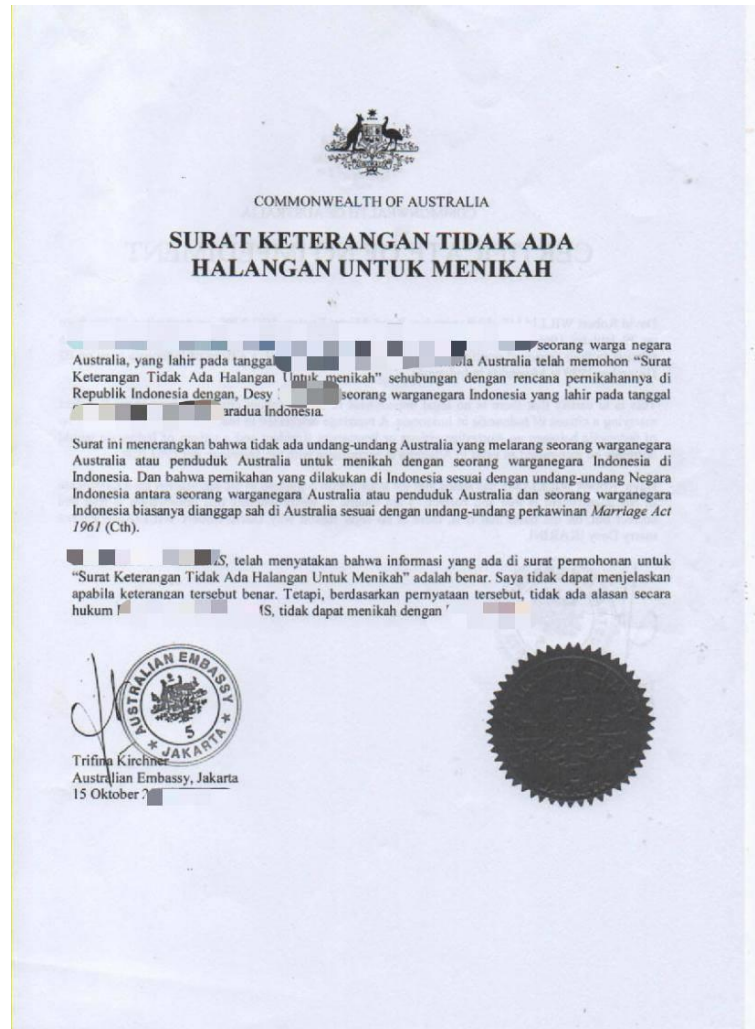 COMMONWEALTH OF AUSTRALIA
SURAT KETERANGAN TIDAK ADA
HALANGAN UNTUK MENIKAH
seorang warga negara
Australia, yang lahir pada tanggal Australia telah memohon “Surat
Keterangan Tidak Ada Halangan Untuk menikah” sehubungan dengan rencana pernikahannya di
Republik Indonesia dengan, Desy seorang warganegara Indonesia yang lahir pada tanggal
aradua Indonesia.
Surat ini menerangkan bahwa tidak ada undang-undang Australia yang melarang seorang warganegara
Australia atau penduduk Australia untuk menikah dengan seorang warganegara Indonesia di
Indonesia. Dan bahwa pernikahan yang dilakukan di Indonesia sesuai dengan undang-undang Negara
Indonesia antara seorang warganegara Australia atau penduduk Australia dan seorang warganegara
Indonesia biasanya dianggap sah di Australia sesuai dengan undang-undang perkawinan Marriage Act
1961 (Cth).
telah menyatakan bahwa informasi yang ada di surat permohonan untuk
“Surat Keterangan Tidak Ada Halangan Untuk Menikah” adalah benar. Saya tidak dapat menjelaskan
apabila keterangan tersebut benar. Tetapi, berdasarkan pernyataan tersebut, tidak ada alasan secara
hukum tidak dapat menikah dengan
AUSTRALIAN EMBASSY
5
JAKARTA
Trifina Kirchner
Australian Embassy, Jakarta
15 Oktober